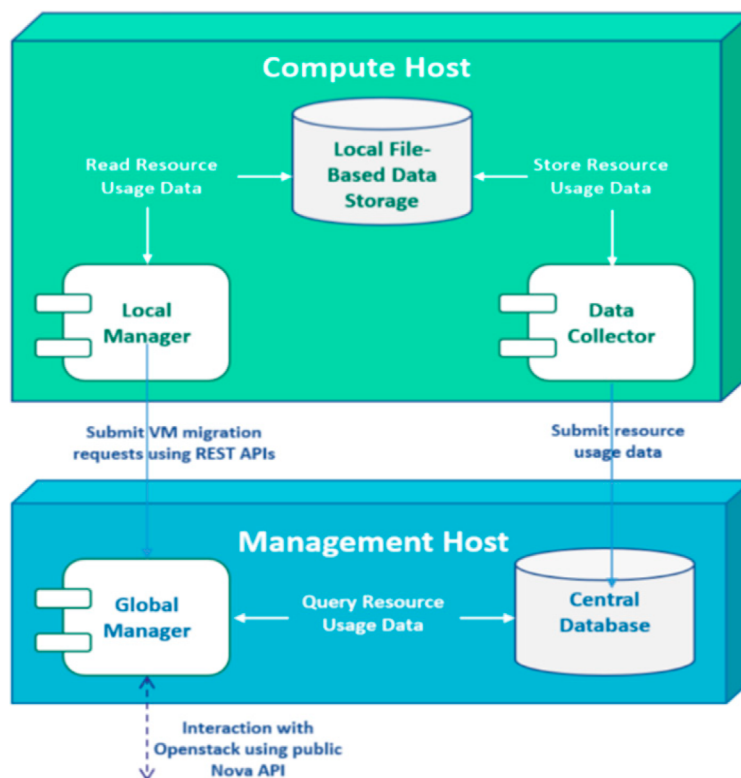 Compute Host
Local File-
Based Data
Storage
Read Resource
Usage Data
Store Resource
Usage Data
Local
Manager
Data
Collector
Submit VM migration
requests using REST APIs
Submit resource
usage data
Management Host
Global
Manager
Query Resource
Usage Data
Central
Database
Interaction with
Openstack using public
Nova API